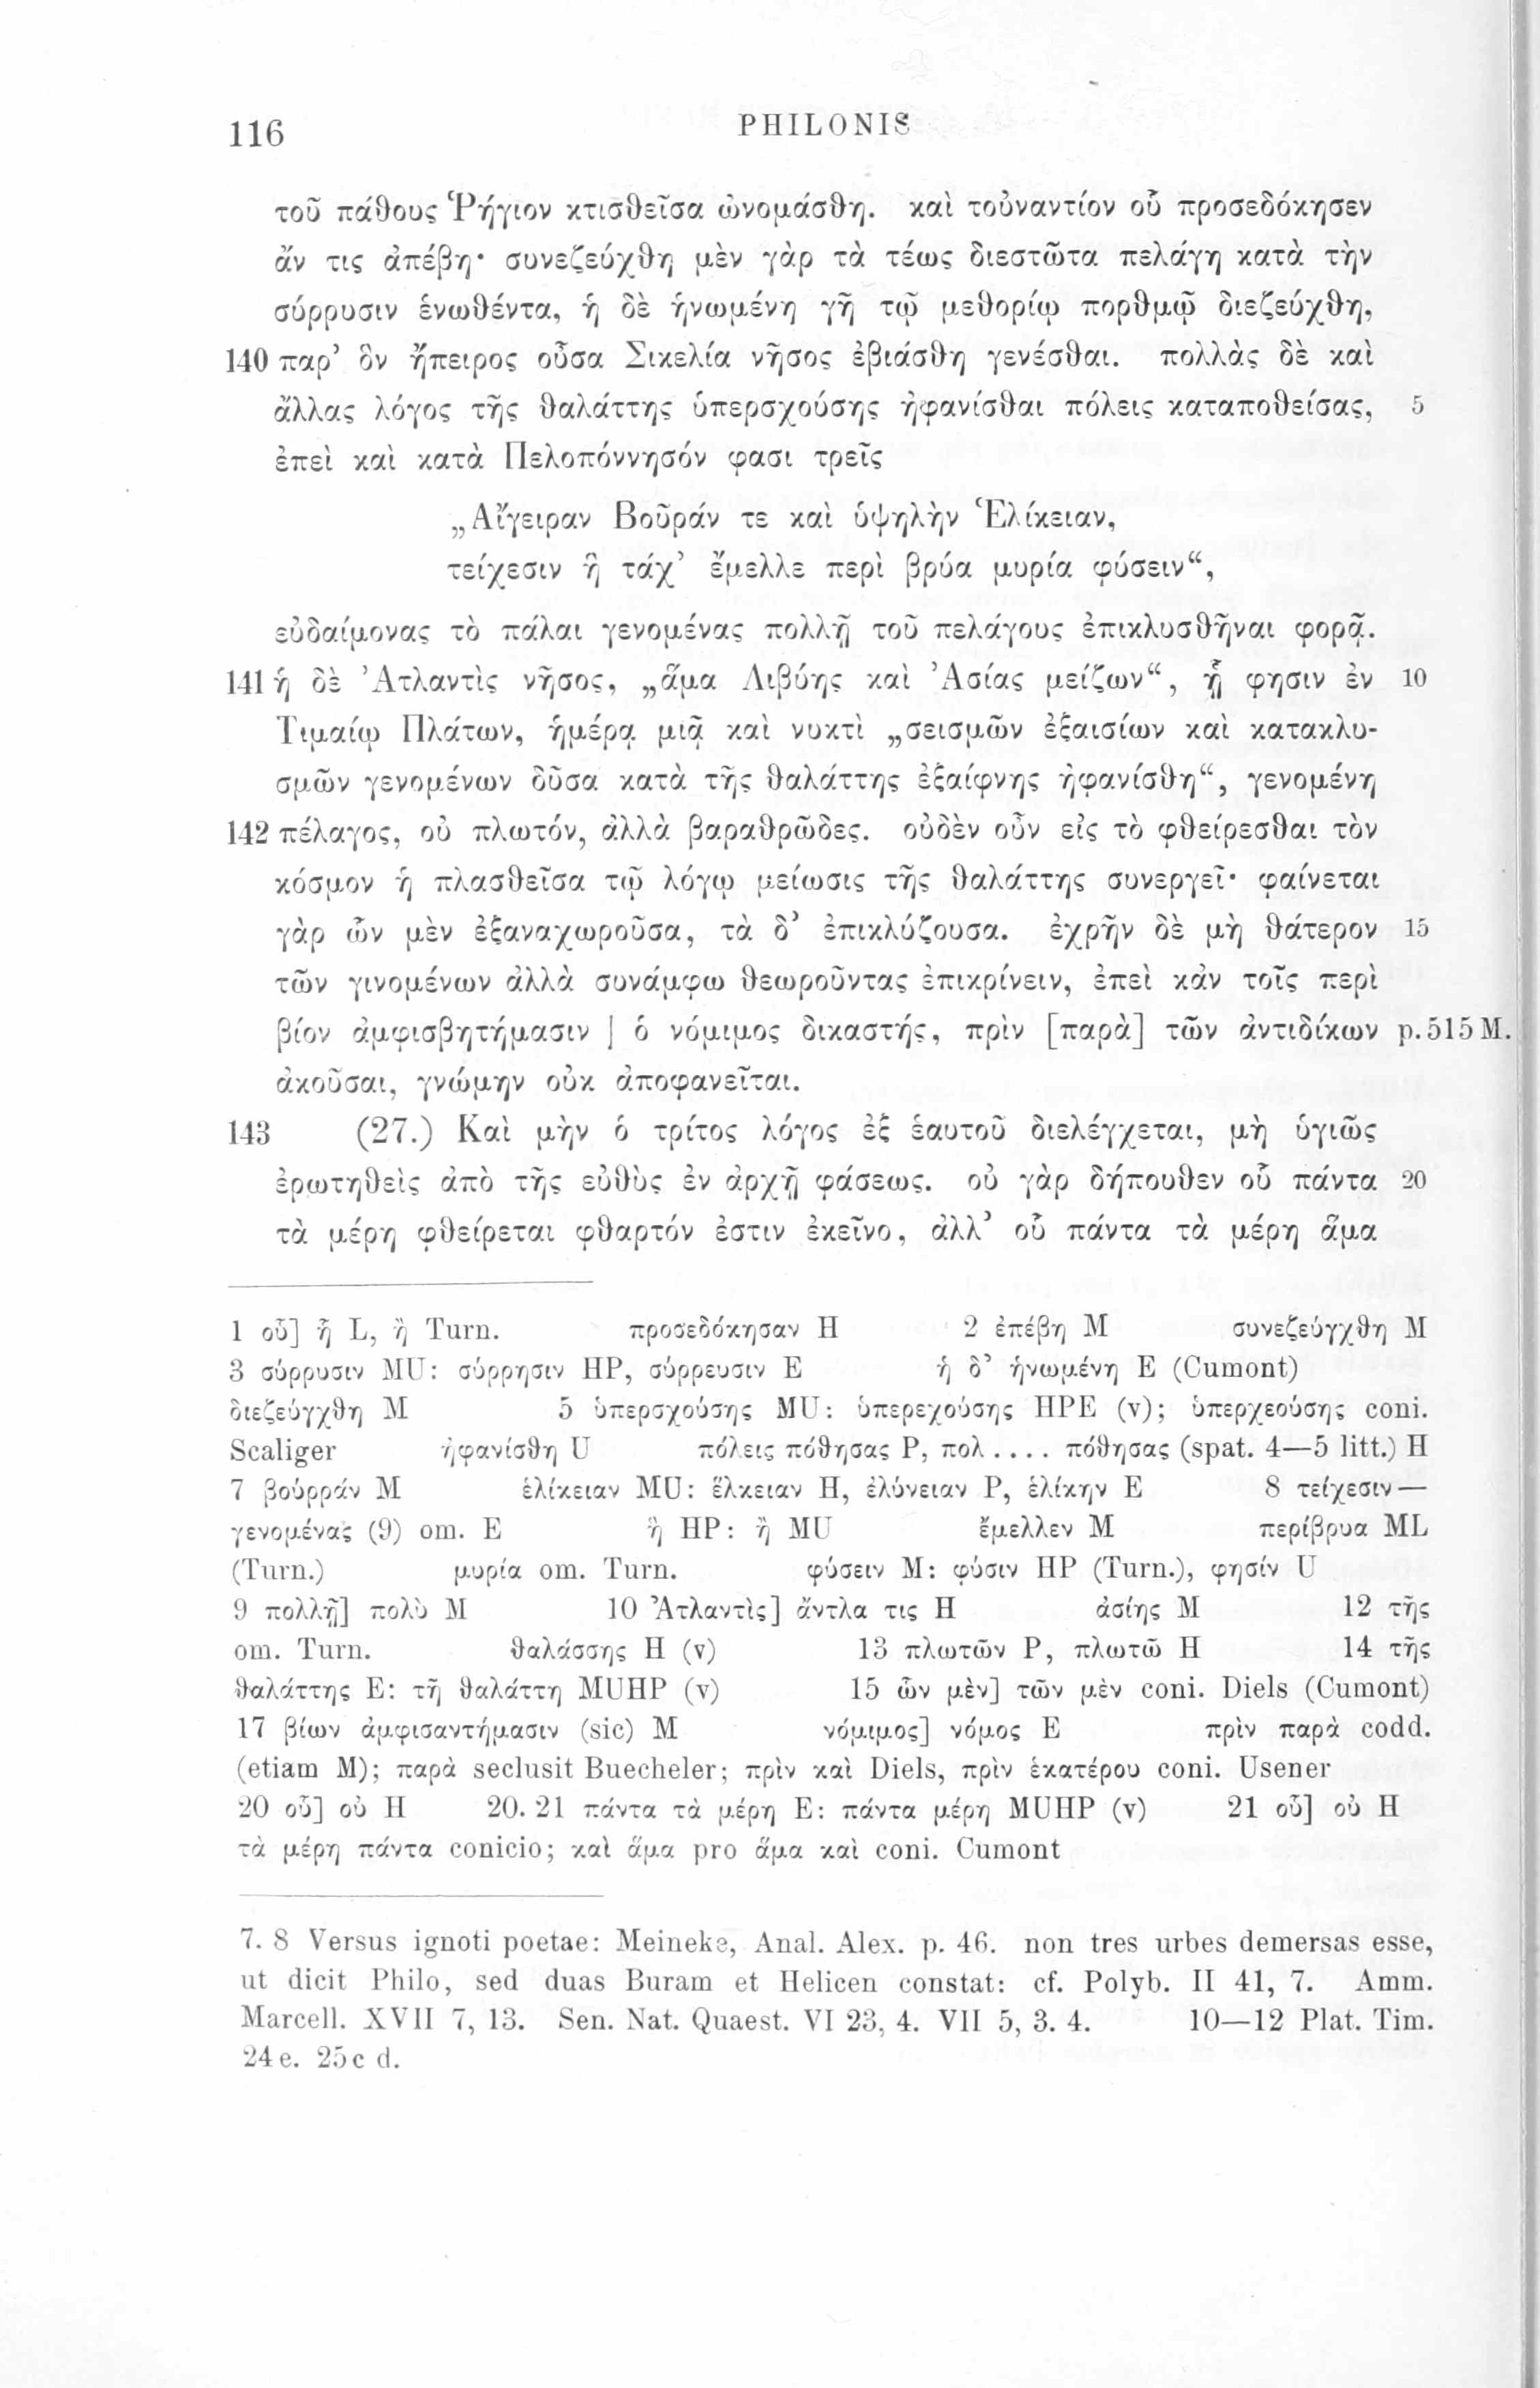 116
PHILONIS
τοῦ πάθους Ῥήγιον κτισθεῖσα ὠνομάσθη. καὶ τοὐναντίον οὗ προσεδόκησεν
ἄν τις ἀπέβη· συνεζεύχθη μὲν γὰρ τὰ τέως διεστῶτα πελάγη κατὰ τὴν
σύρρυσιν ἑνωθέντα, ἡ δὲ ἡνωμένη γῆ τῷ μεθορίῳ πορθμῷ διεζεύχθη,
140 παρ’ ὃν ἤπειρος οὖσα Σικελία νῆσος ἐβιάσθη γενέσθαι. πολλὰς δὲ καὶ
ἄλλας λόγος τῆς θαλάττης ὑπερσχούσης ἠφανίσθαι πόλεις καταποθείσας, 5
ἐπεὶ καὶ κατὰ Πελοπόννησόν φασι τρεῖς
„Αἴγειραν Βοῦράν τε καὶ ὑψηλὴν Ἑλίκειαν,
τείχεσιν ἣ τάχ’ ἔμελλε περὶ βρύα μυρία φύσειν“,
εὐδαίμονας τὸ πάλαι γενομένας πολλῇ τοῦ πελάγους ἐπικλυσθῆναι φορᾷ.
141 ἡ δὲ Ἀτλαντὶς νῆσος, „ἅμα Λιβύης καὶ Ἀσίας μείζων“, ᾗ φησιν ἐν 10
Τιμαίῳ Πλάτων, ἡμέρᾳ μιᾷ καὶ νυκτὶ „σεισμῶν ἐξαισίων καὶ κατακλυ-
σμῶν γενομένων δῦσα κατὰ τῆς θαλάττης ἐξαίφνης ἠφανίσθη“, γενομένη
142 πέλαγος, οὐ πλωτόν, ἀλλὰ βαραθρῶδες. οὐδὲν οὖν εἰς τὸ φθείρεσθαι τὸν
κόσμον ἡ πλασθεῖσα τῷ λόγῳ μείωσις τῆς θαλάττης συνεργεῖ· φαίνεται
γὰρ ὧν μὲν ἐξαναχωροῦσα, τὰ δ’ ἐπικλύζουσα. ἐχρῆν δὲ μὴ θάτερον 15
τῶν γινομένων ἀλλὰ συνάμφω θεωροῦντας ἐπικρίνειν, ἐπεὶ κἀν τοῖς περὶ
βίον ἀμφισβητήμασιν | ὁ νόμιμος δικαστής, πρὶν [παρὰ] τῶν ἀντιδίκων p. 515 M.
ἀκοῦσαι, γνώμην οὐκ ἀποφανεῖται.
143 (27.) Καὶ μὴν ὁ τρίτος λόγος ἐξ ἑαυτοῦ διελέγχεται, μὴ ὑγιῶς
ἐρωτηθεὶς ἀπὸ τῆς εὐθὺς ἐν ἀρχῇ φάσεως. οὐ γὰρ δήπουθεν οὗ πάντα 20
τὰ μέρη φθείρεται φθαρτόν ἐστιν ἐκεῖνο, ἀλλ’ οὗ πάντα τὰ μέρη ἅμα
1 οὗ] ἦ L, ἢ Turn. προσεδόκησαν H 2 ἐπέβη M συνεζεύγχθη M
3 σύρρυσιν MU: σύρρησιν HP, σύρρευσιν E ἡ δ’ ἡνωμένη E (Cumont)
διεζεύγχθη M 5 ὑπερσχούσης MU: ὑπερεχούσης HPE (v); ὑπερχεούσης coni.
Scaliger ἠφανίσθη U πόλεις πόθησας P, πολ .... πόθησας (spat. 4—5 litt.) H
7 βούρράν M ἑλίκειαν MU: ἕλκειαν H, ἑλύνειαν P, ἑλίκην E 8 τείχεσιν —
γενομένας (9) om. E ἣ HP: ἢ MU ἔμελλεν M περίβρυα ML
(Turn.) μυρία om. Turn. φύσειν M: φύσιν HP (Turn.), φησίν U
9 πολλῇ] πολὺ M 10 Ἀτλαντὶς] ἄντλα τις H ἀσίης M 12 τῆς
om. Turn. θαλάσσης H (v) 13 πλωτῶν P, πλωτῶ H 14 τῆς
θαλάττης E: τῆ θαλάττη MUHP (v) 15 ὧν μὲν] τῶν μὲν coni. Diels (Cumont)
17 βίων ἀμφισαντήμασιν (sic) M νόμιμος] νόμος E πρὶν παρὰ codd.
(etiam M); παρὰ seclusit Buecheler; πρὶν καὶ Diels, πρὶν ἑκατέρου coni. Usener
20 οὗ] οὐ H 20. 21 πάντα τὰ μέρη E: πάντα μέρη MUHP (v) 21 οὗ] οὐ H
τὰ μέρη πάντα conicio; καὶ ἅμα pro ἅμα καὶ coni. Cumont
7. 8 Versus ignoti poetae: Meineke, Anal. Alex. p. 46. non tres urbes demersas esse,
ut dicit Philo, sed duas Buram et Helicen constat: cf. Polyb. II 41, 7. Amm.
Marcell. XVII 7, 13. Sen. Nat. Quaest. VI 23, 4. VII 5, 3. 4. 10—12 Plat. Tim.
24 e. 25 c d.